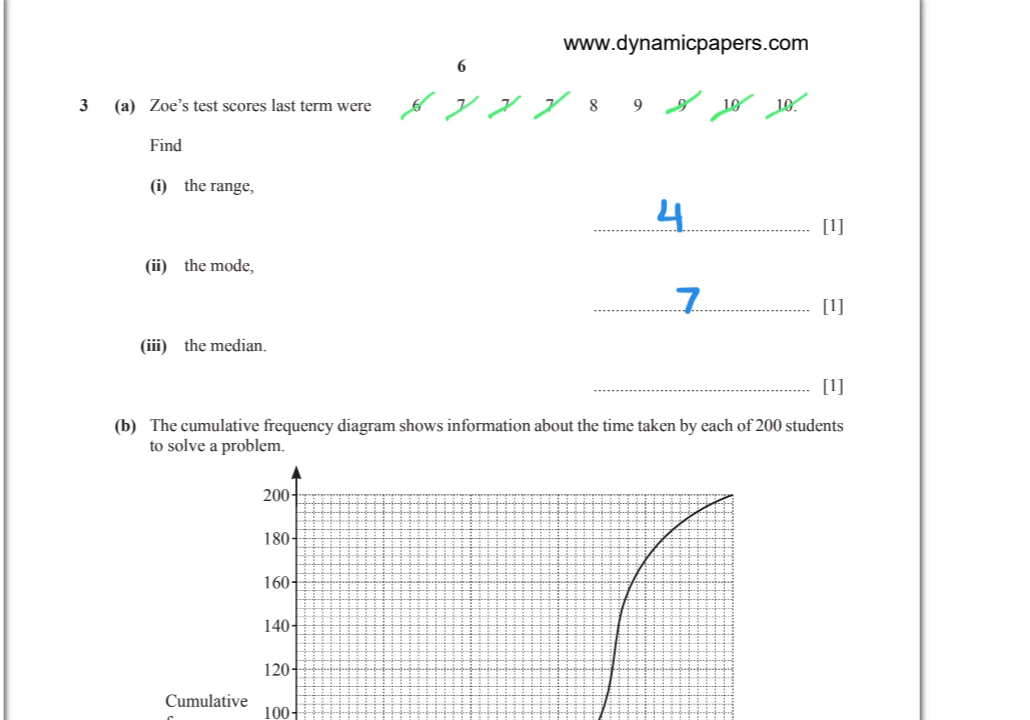 www.dynamicpapers.com
6
3 (a) Zoe's test scores last term were 6 7 7 7 8 9 9 10 10.
Find
(i) the range,
4 [1]
(ii) the mode,
7 [1]
(iii) the median.
[1]
(b) The cumulative frequency diagram shows information about the time taken by each of 200 students
to solve a problem.
200
180
160
140
120
Cumulative
100